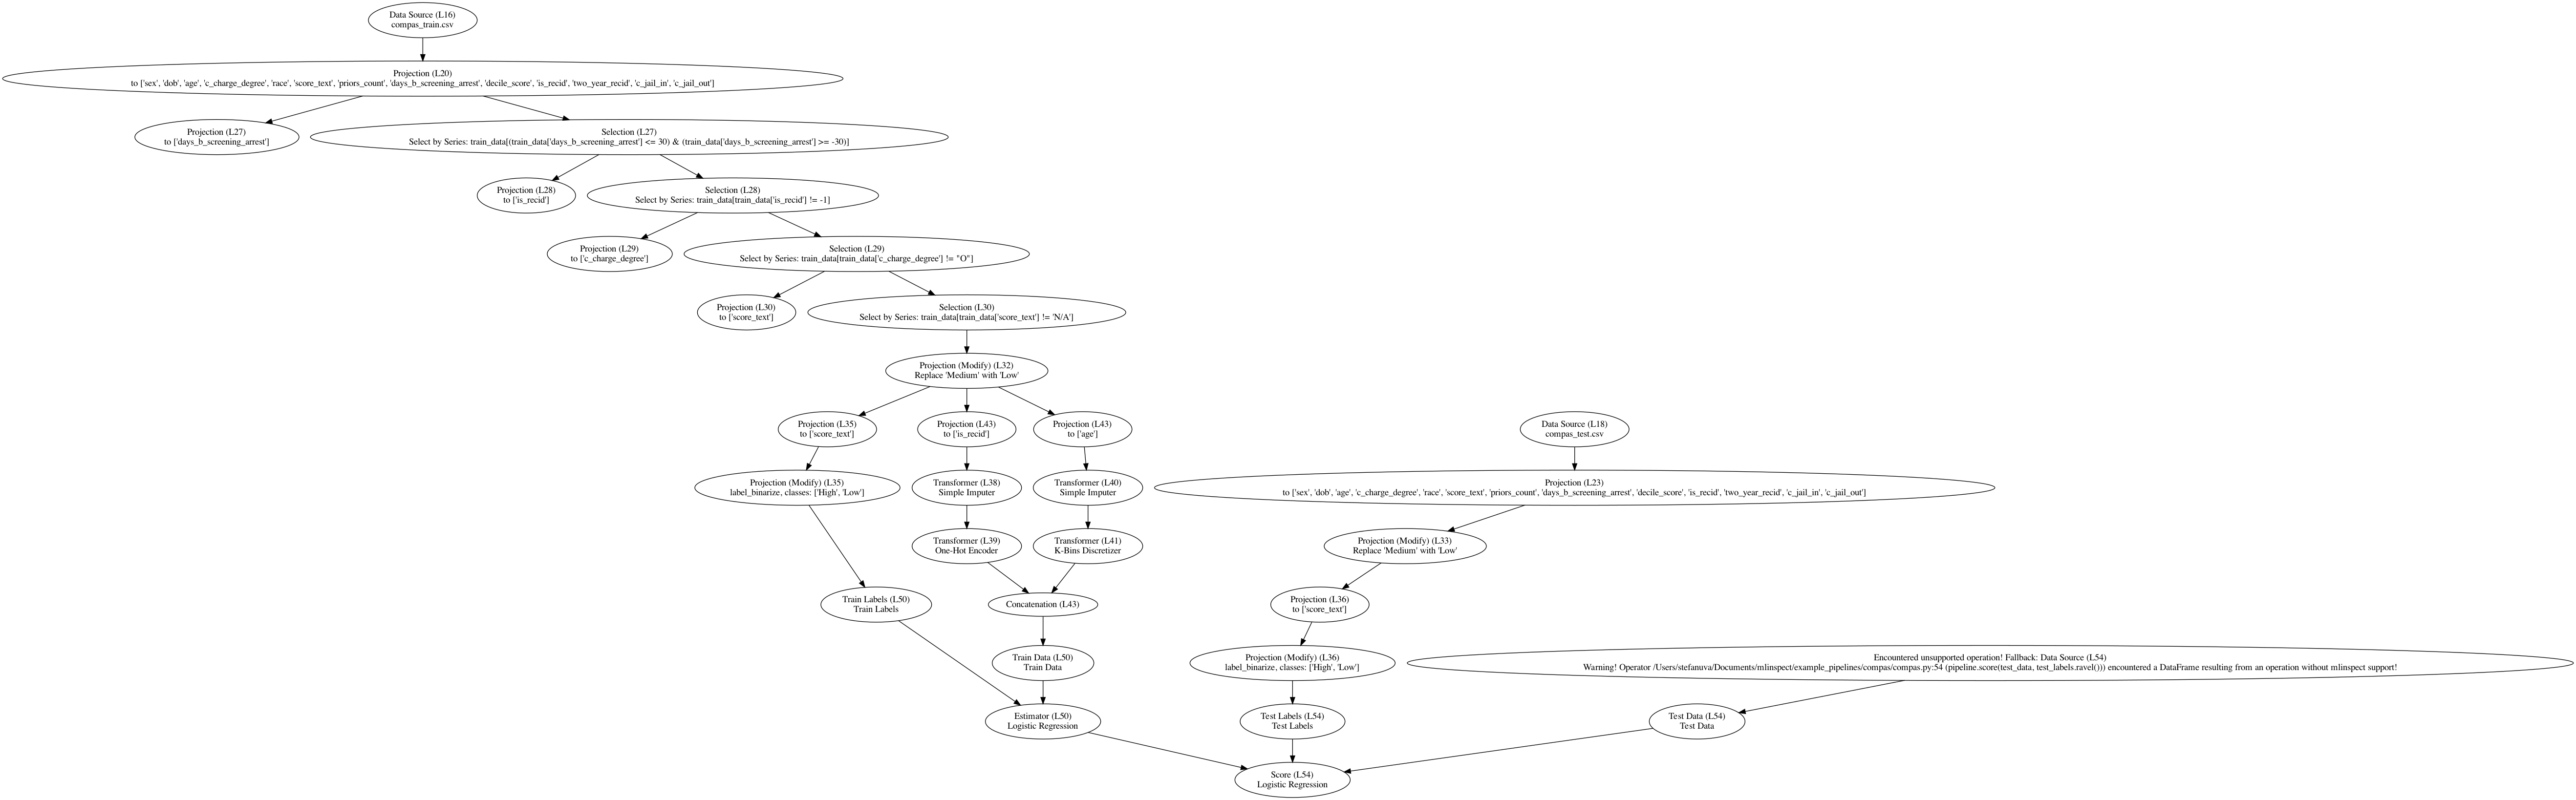 Data Source (L16)
compas_train.csv
Projection (L20)
to ['sex', 'dob', 'age', 'c_charge_degree', 'race', 'score_text', 'priors_count', 'days_b_screening_arrest', 'decile_score', 'is_recid', 'two_year_recid', 'c_jail_in', 'c_jail_out']
Projection (L27)
to ['days_b_screening_arrest']
Selection (L27)
Select by Series: train_data[(train_data['days_b_screening_arrest'] <= 30) & (train_data['days_b_screening_arrest'] >= -30)]
Projection (L28)
to ['is_recid']
Selection (L28)
Select by Series: train_data[train_data['is_recid'] != -1]
Projection (L29)
to ['c_charge_degree']
Selection (L29)
Select by Series: train_data[train_data['c_charge_degree'] != "O"]
Projection (L30)
to ['score_text']
Selection (L30)
Select by Series: train_data[train_data['score_text'] != 'N/A']
Projection (Modify) (L32)
Replace 'Medium' with 'Low'
Projection (L35)
to ['score_text']
Projection (L43)
to ['is_recid']
Projection (L43)
to ['age']
Data Source (L18)
compas_test.csv
Projection (Modify) (L35)
label_binarize, classes: ['High', 'Low']
Transformer (L38)
Simple Imputer
Transformer (L40)
Simple Imputer
Projection (L23)
to ['sex', 'dob', 'age', 'c_charge_degree', 'race', 'score_text', 'priors_count', 'days_b_screening_arrest', 'decile_score', 'is_recid', 'two_year_recid', 'c_jail_in', 'c_jail_out']
Transformer (L39)
One-Hot Encoder
Transformer (L41)
K-Bins Discretizer
Projection (Modify) (L33)
Replace 'Medium' with 'Low'
Train Labels (L50)
Train Labels
Concatenation (L43)
Projection (L36)
to ['score_text']
Train Data (L50)
Train Data
Projection (Modify) (L36)
label_binarize, classes: ['High', 'Low']
Encountered unsupported operation! Fallback: Data Source (L54)
Warning! Operator /Users/stefanuva/Documents/mlinspect/example_pipelines/compas/compas.py:54 (pipeline.score(test_data, test_labels.ravel())) encountered a DataFrame resulting from an operation without mlinspect support!
Estimator (L50)
Logistic Regression
Test Labels (L54)
Test Labels
Test Data (L54)
Test Data
Score (L54)
Logistic Regression